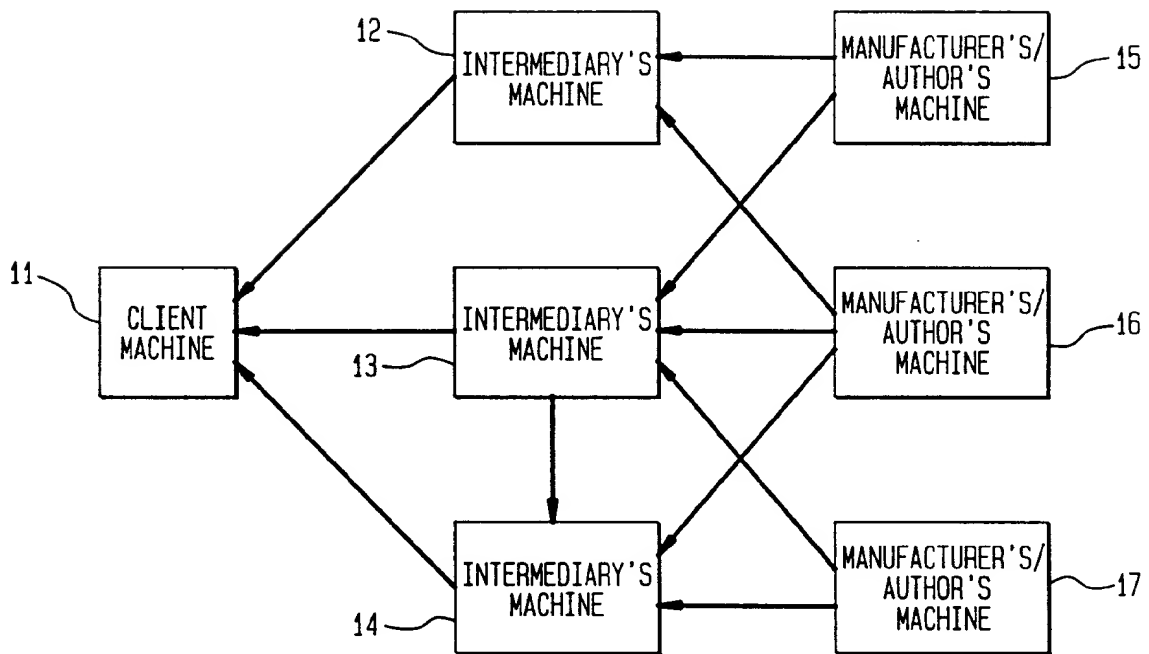 12
INTERMEDIARY'S
MACHINE
MANUFACTURER'S/
AUTHOR'S
MACHINE
15
11
CLIENT
MACHINE
INTERMEDIARY'S
MACHINE
13
MANUFACTURER'S/
AUTHOR'S
MACHINE
16
INTERMEDIARY'S
MACHINE
14
MANUFACTURER'S/
AUTHOR'S
MACHINE
17